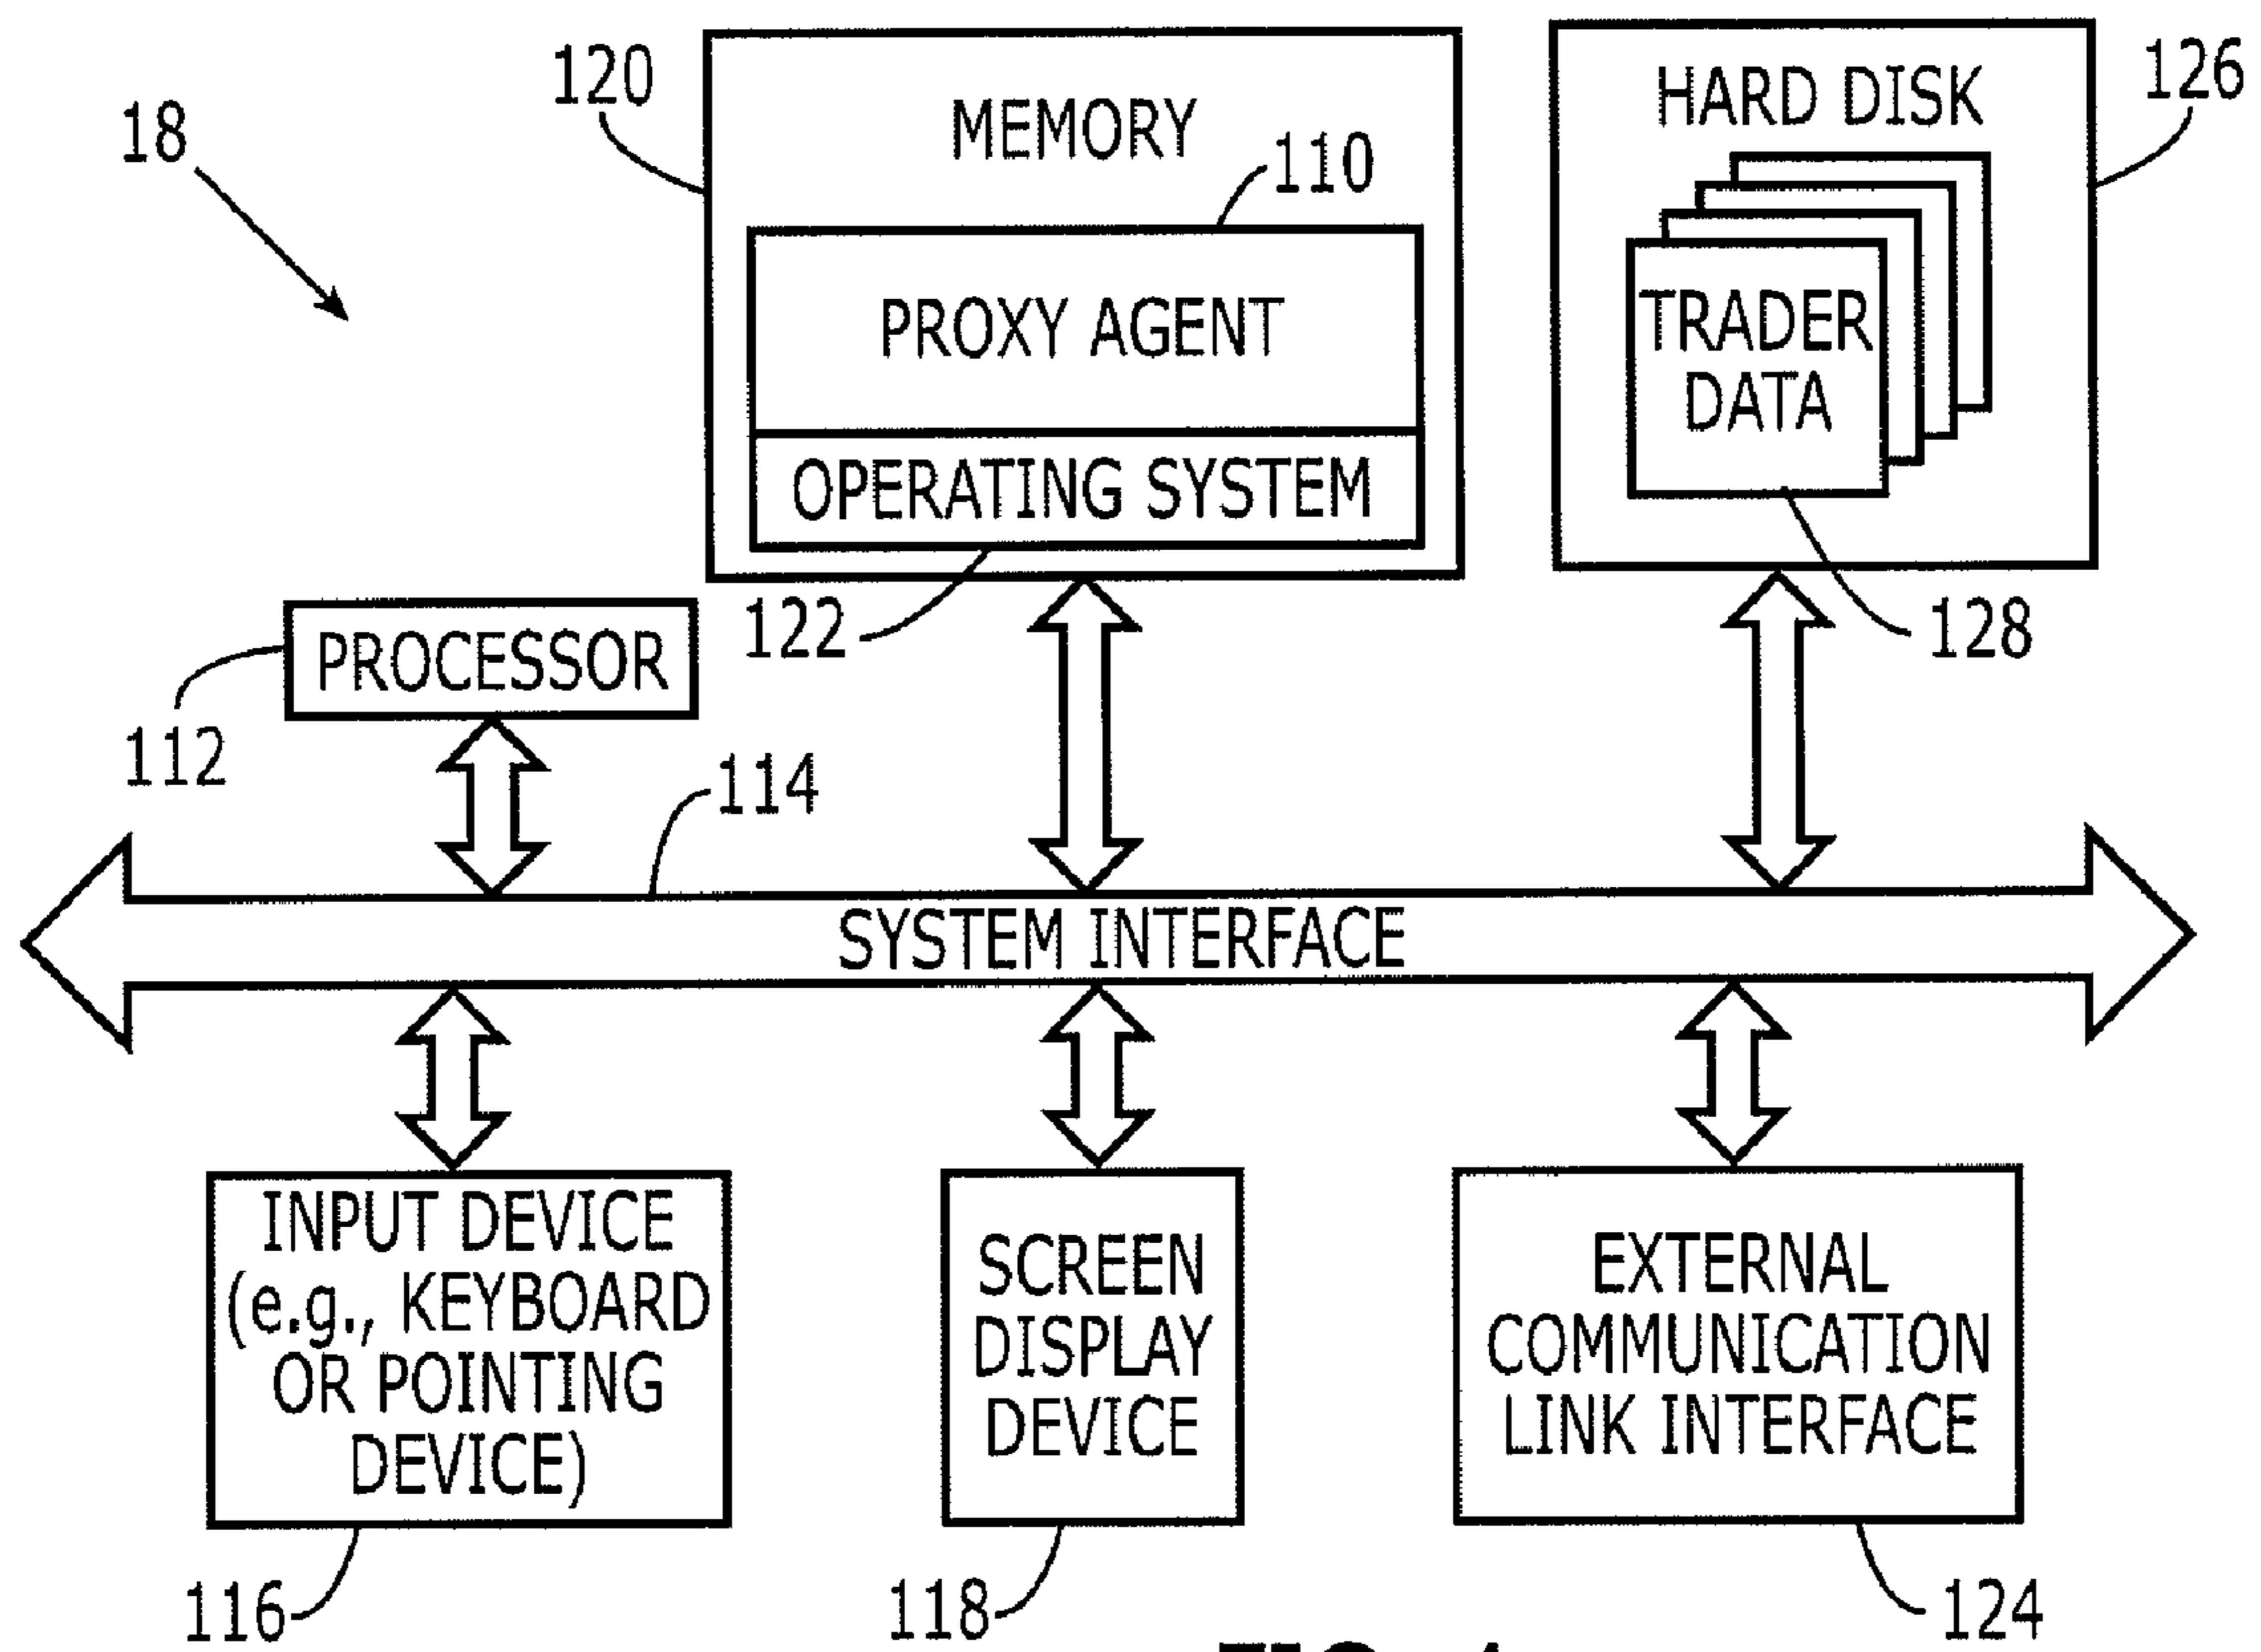 120
MEMORY
HARD DISK
126
18
110
PROXY AGENT
TRADER
DATA
OPERATING SYSTEM
122
128
PROCESSOR
112
114
SYSTEM INTERFACE
INPUT DEVICE
(e.g., KEYBOARD
OR POINTING
DEVICE)
SCREEN
DISPLAY
DEVICE
EXTERNAL
COMMUNICATION
LINK INTERFACE
116
118
124